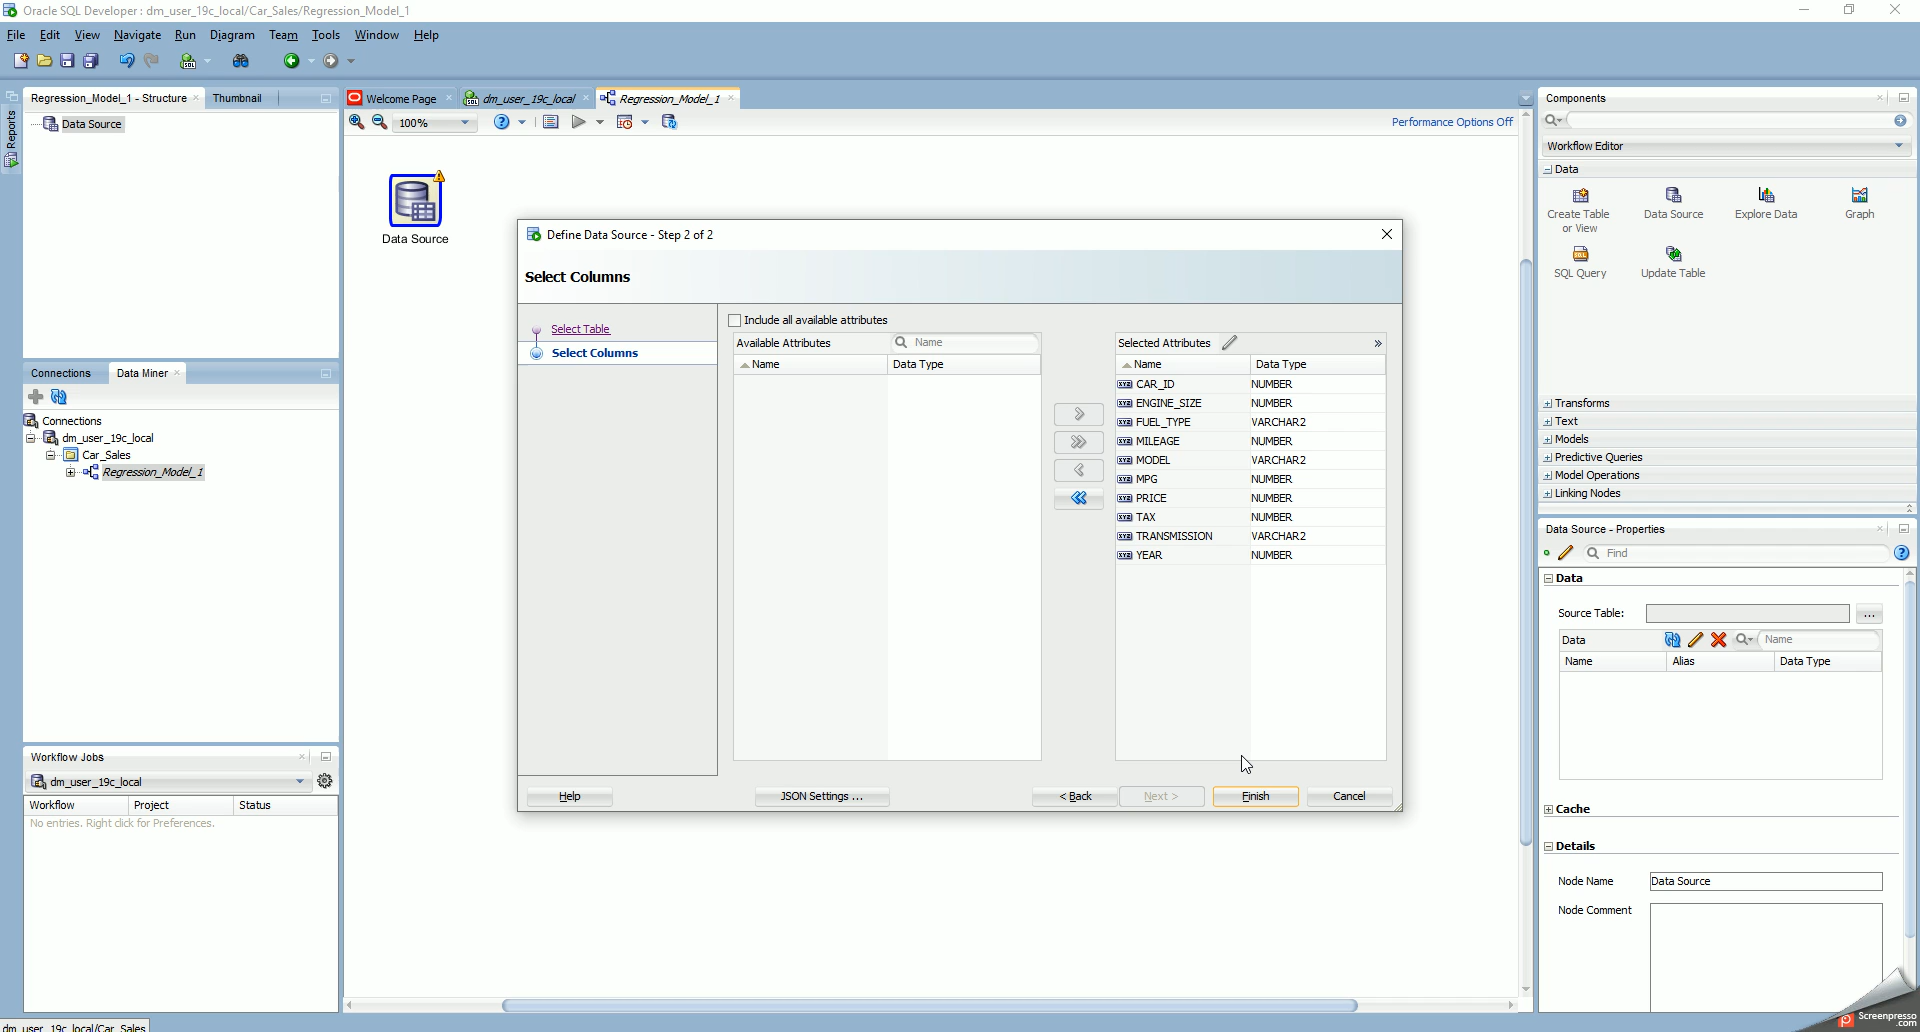 Oracle SQL Developer : dm_user_19c_local/Car_Sales/Regression_Model_1
File Edit View Navigate Run Diagram Team Tools Window Help
Reports
Regression_Model_1 - Structure Thumbnail
Data Source
Welcome Page dm_user_19c_local Regression_Model_1
100% Performance Options Off
Data Source
Define Data Source - Step 2 of 2
Select Columns
Select Table
Select Columns
Include all available attributes
Available Attributes Name
Name Data Type
Selected Attributes
Name Data Type
CAR_ID NUMBER
ENGINE_SIZE NUMBER
FUEL_TYPE VARCHAR2
MILEAGE NUMBER
MODEL VARCHAR2
MPG NUMBER
PRICE NUMBER
TAX NUMBER
TRANSMISSION VARCHAR2
YEAR NUMBER
Help JSON Settings ... < Back Next > Finish Cancel
Connections Data Miner
Connections
dm_user_19c_local
Car_Sales
Regression_Model_1
Workflow Jobs
dm_user_19c_local
Workflow Project Status
No entries. Right click for Preferences.
dm_user_19c_local/Car_Sales
Components
Workflow Editor
Data
Create Table or View Data Source Explore Data Graph
SQL Query Update Table
Transforms
Text
Models
Predictive Queries
Model Operations
Linking Nodes
Data Source - Properties
Find
Data
Source Table: ...
Data Name
Name Alias Data Type
Cache
Details
Node Name Data Source
Node Comment
Screenpresso
.com